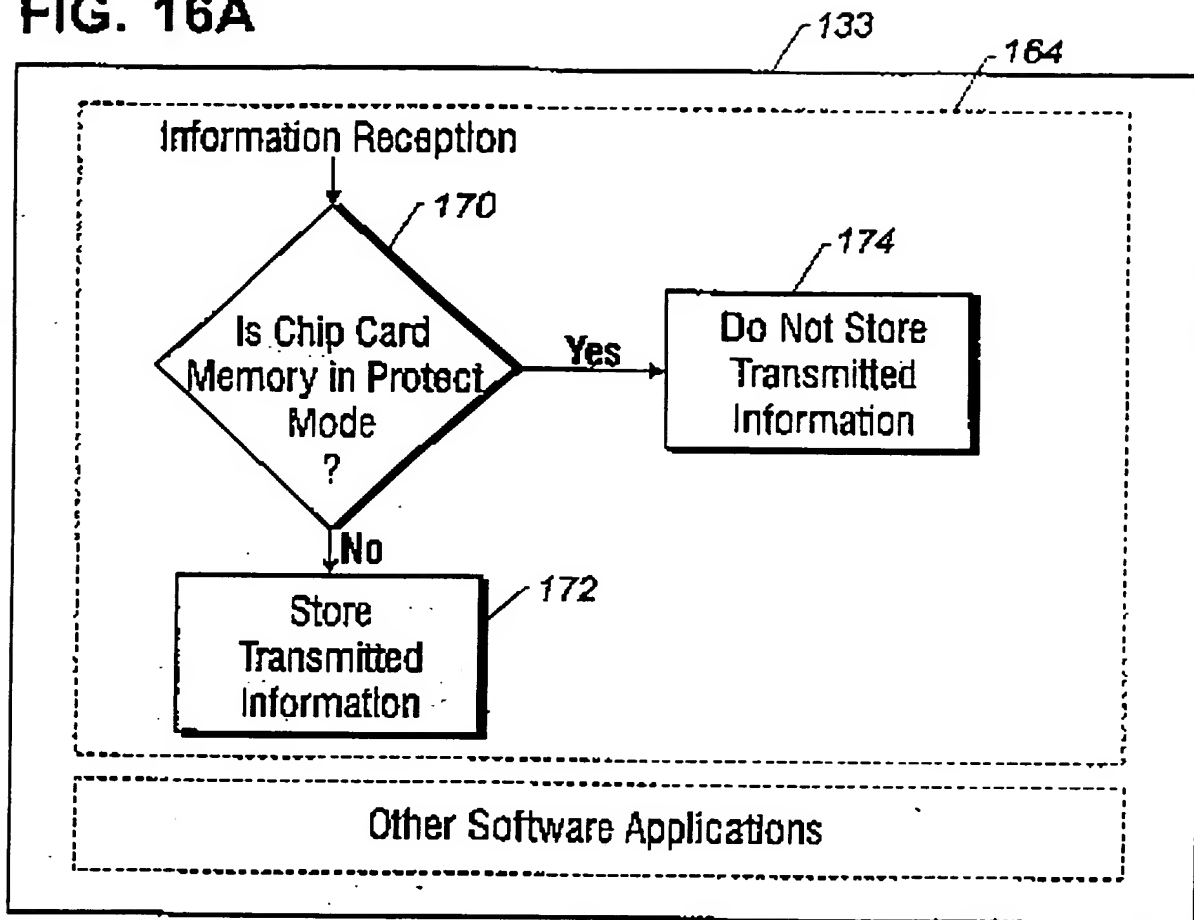 FIG. 16A
133
164
Information Reception
170
174
Is Chip Card
Memory in Protect
Mode
?
Yes
Do Not Store
Transmitted
Information
No
172
Store
Transmitted
Information
Other Software Applications